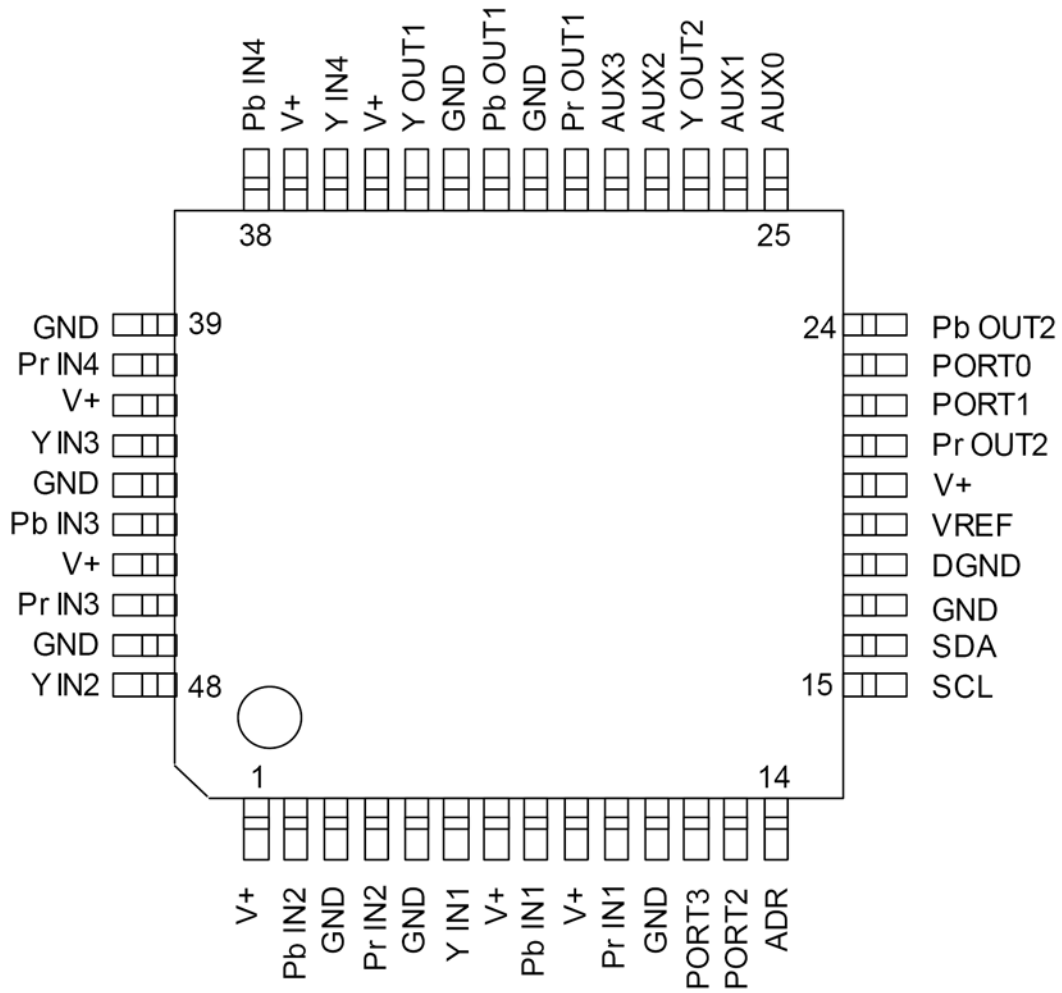 Pb IN4
V+
Y IN4
V+
Y OUT1
GND
Pb OUT1
GND
Pr OUT1
AUX3
AUX2
Y OUT2
AUX1
AUX0
38
25
GND
39
24
Pb OUT2
Pr IN4
PORT0
V+
PORT1
Y IN3
Pr OUT2
GND
V+
Pb IN3
VREF
V+
DGND
Pr IN3
GND
GND
SDA
Y IN2
48
15
SCL
1
14
V+
Pb IN2
GND
Pr IN2
GND
Y IN1
V+
Pb IN1
V+
Pr IN1
GND
PORT3
PORT2
ADR